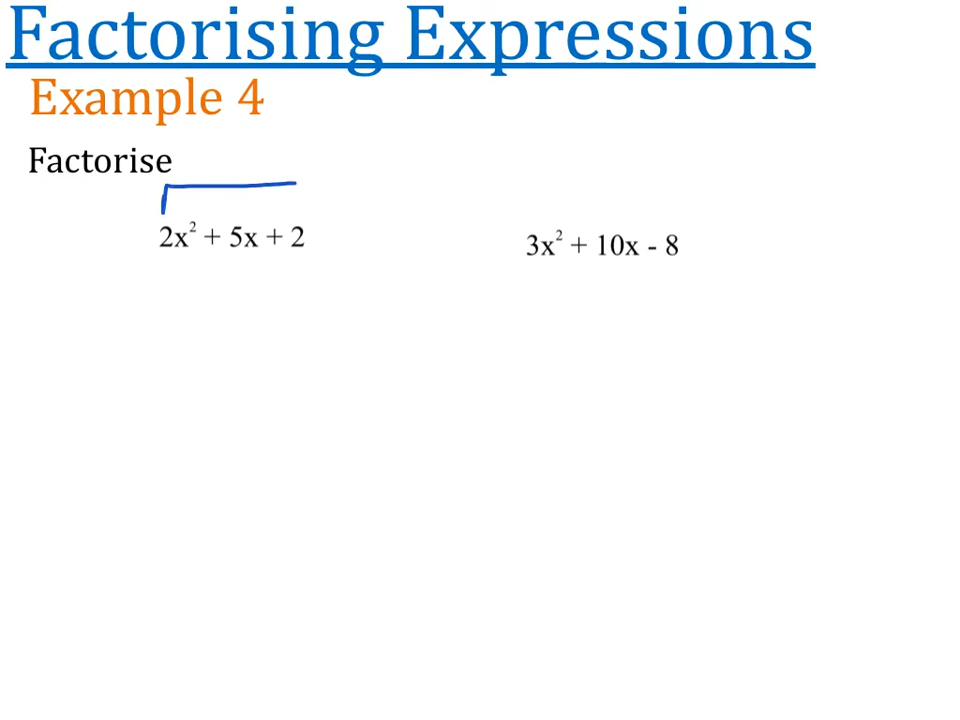 Factorising Expressions
Example 4
Factorise
2x² + 5x + 2
3x² + 10x - 8